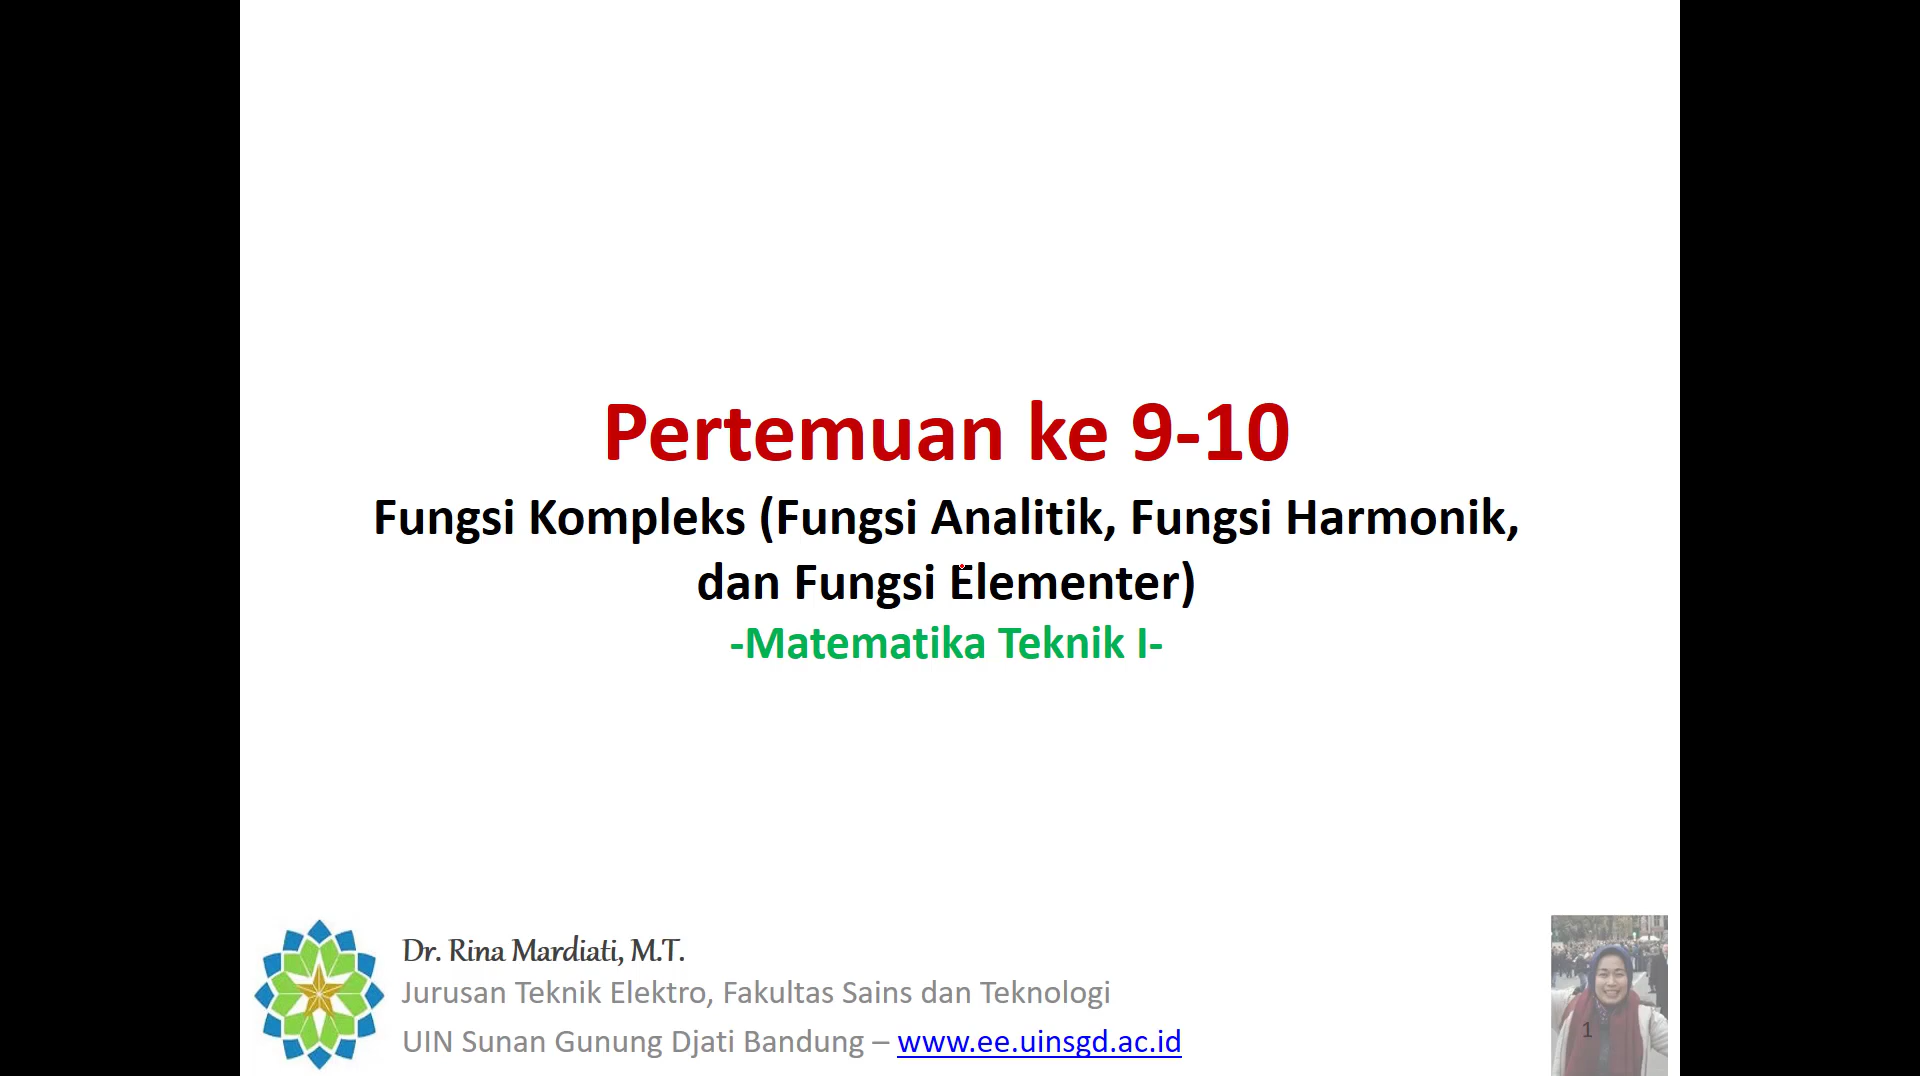 Pertemuan ke 9-10
Fungsi Kompleks (Fungsi Analitik, Fungsi Harmonik,
dan Fungsi Elementer)
-Matematika Teknik I-
Dr. Rina Mardiati, M.T.
Jurusan Teknik Elektro, Fakultas Sains dan Teknologi
UIN Sunan Gunung Djati Bandung – www.ee.uinsgd.ac.id
1